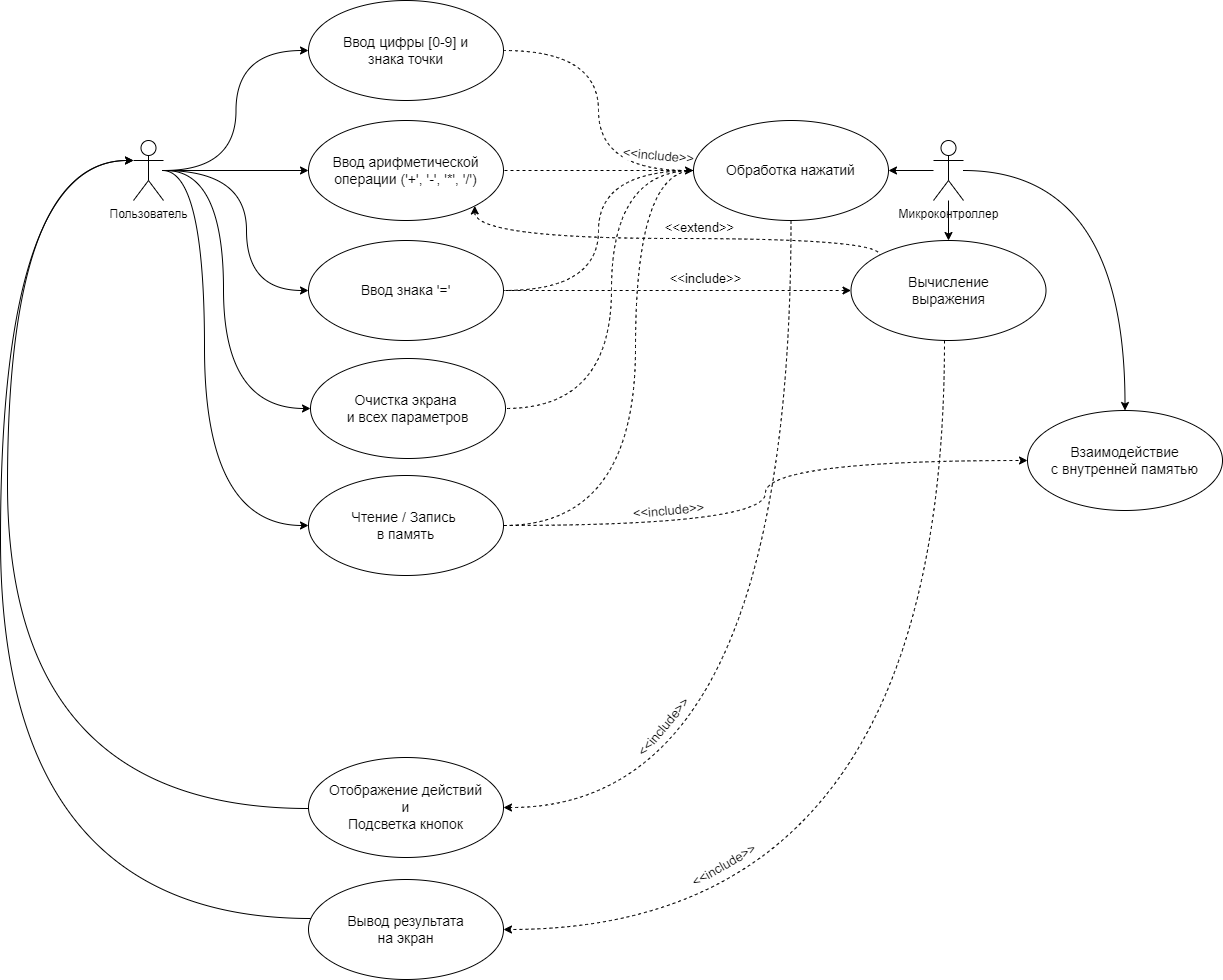 Ввод цифры [0-9] и
знака точки
Ввод арифметической
операции ('+', '-', '*', '/')
<<include>>
Обработка нажатий
Пользователь
Микроконтроллер
<<extend>>
Ввод знака '='
<<include>>
Вычисление
выражения
Очистка экрана
и всех параметров
Взаимодействие
с внутренней памятью
Чтение / Запись
в память
<<include>>
<<include>>
Отображение действий
и
Подсветка кнопок
<<include>>
Вывод результата
на экран